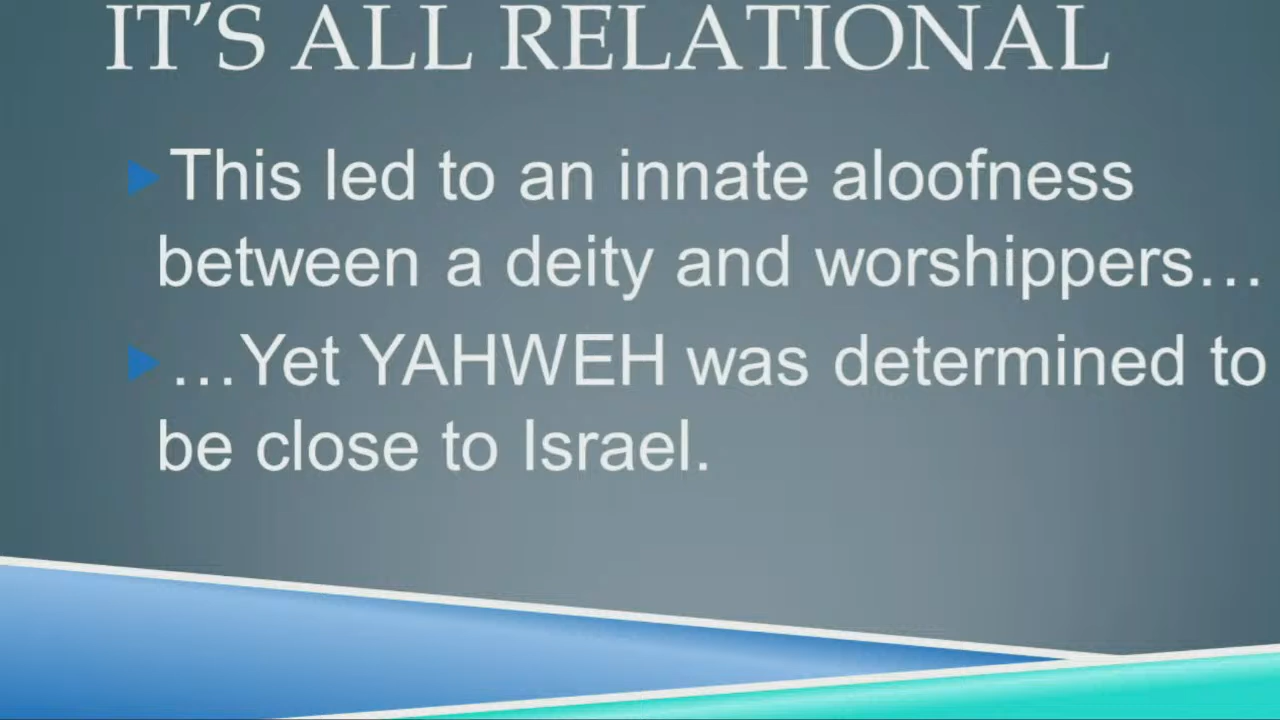 IT’S ALL RELATIONAL
This led to an innate aloofness
between a deity and worshippers…
…Yet YAHWEH was determined to
be close to Israel.